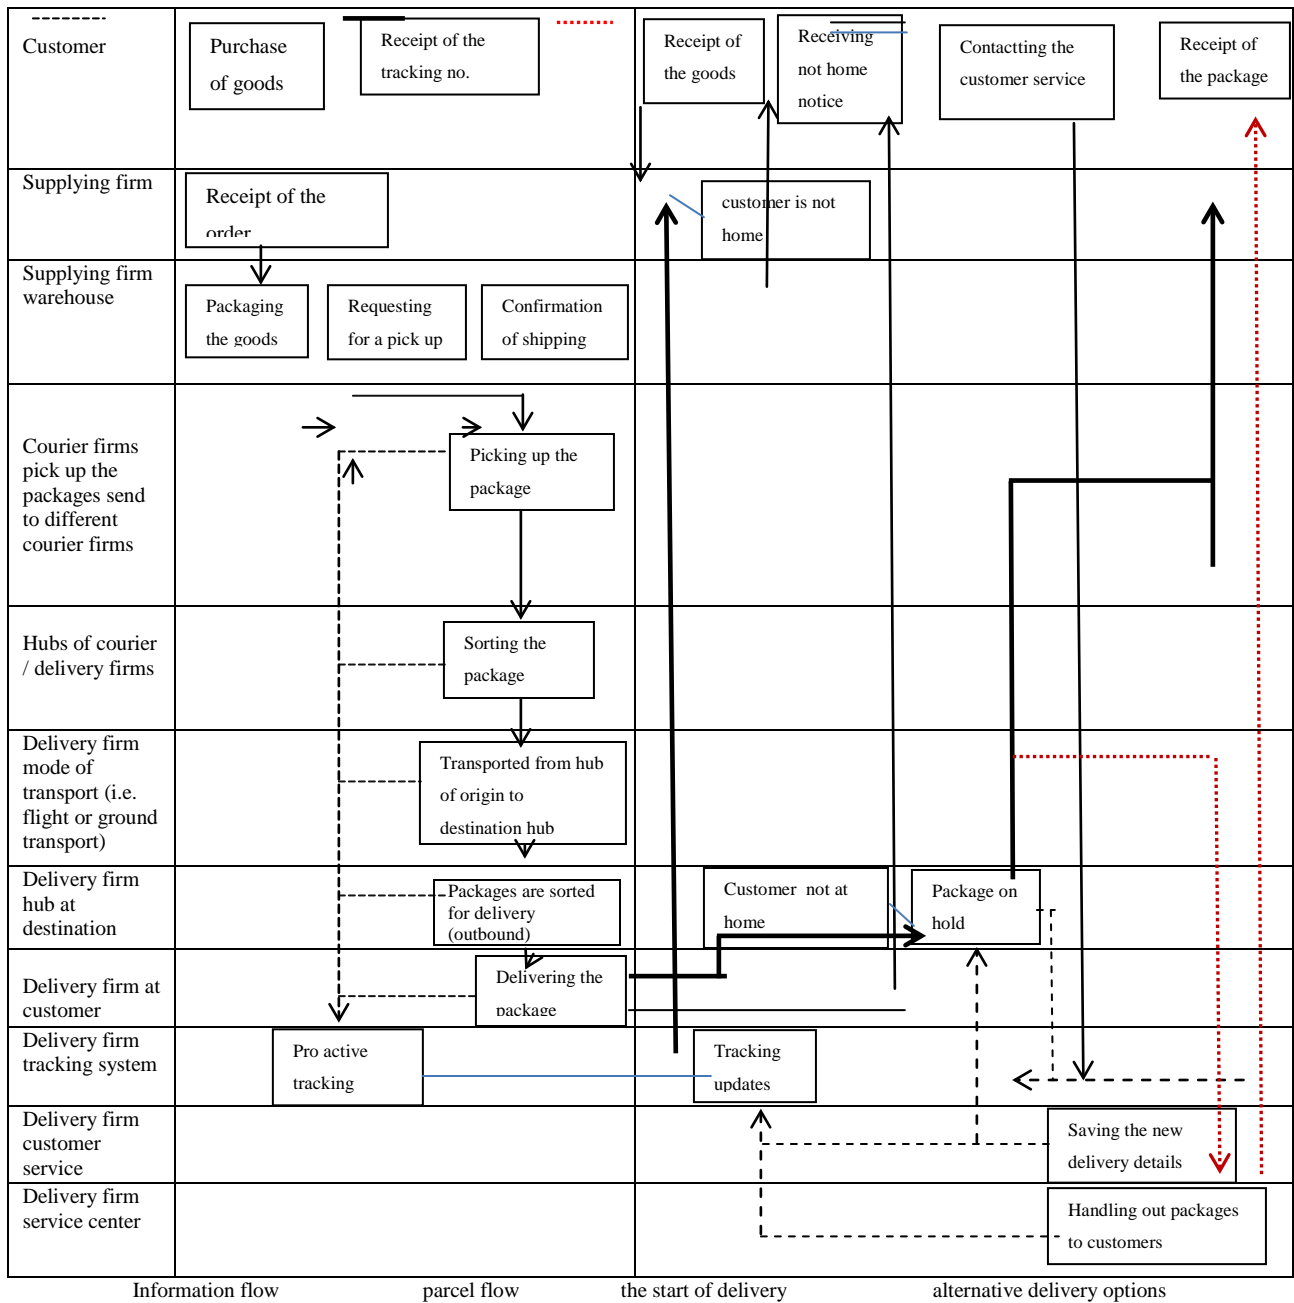 Customer
Purchase
of goods
Receipt of the
tracking no.
Receipt of
the goods
Receiving
not home
notice
Contactting the
customer service
Receipt of
the package
Supplying firm
Receipt of the
order
customer is not
home
Supplying firm
warehouse
Packaging
the goods
Requesting
for a pick up
Confirmation
of shipping
Courier firms
pick up the
packages send
to different
courier firms
Picking up the
package
Hubs of courier
/ delivery firms
Sorting the
package
Delivery firm
mode of
transport (i.e.
flight or ground
transport)
Transported from hub
of origin to
destination hub
Delivery firm
hub at
destination
Packages are sorted
for delivery
(outbound)
Customer not at
home
Package on
hold
Delivery firm at
customer
Delivering the
package
Delivery firm
tracking system
Pro active
tracking
Tracking
updates
Delivery firm
customer
service
Saving the new
delivery details
Delivery firm
service center
Handling out packages
to customers
Information flow
parcel flow
the start of delivery
alternative delivery options